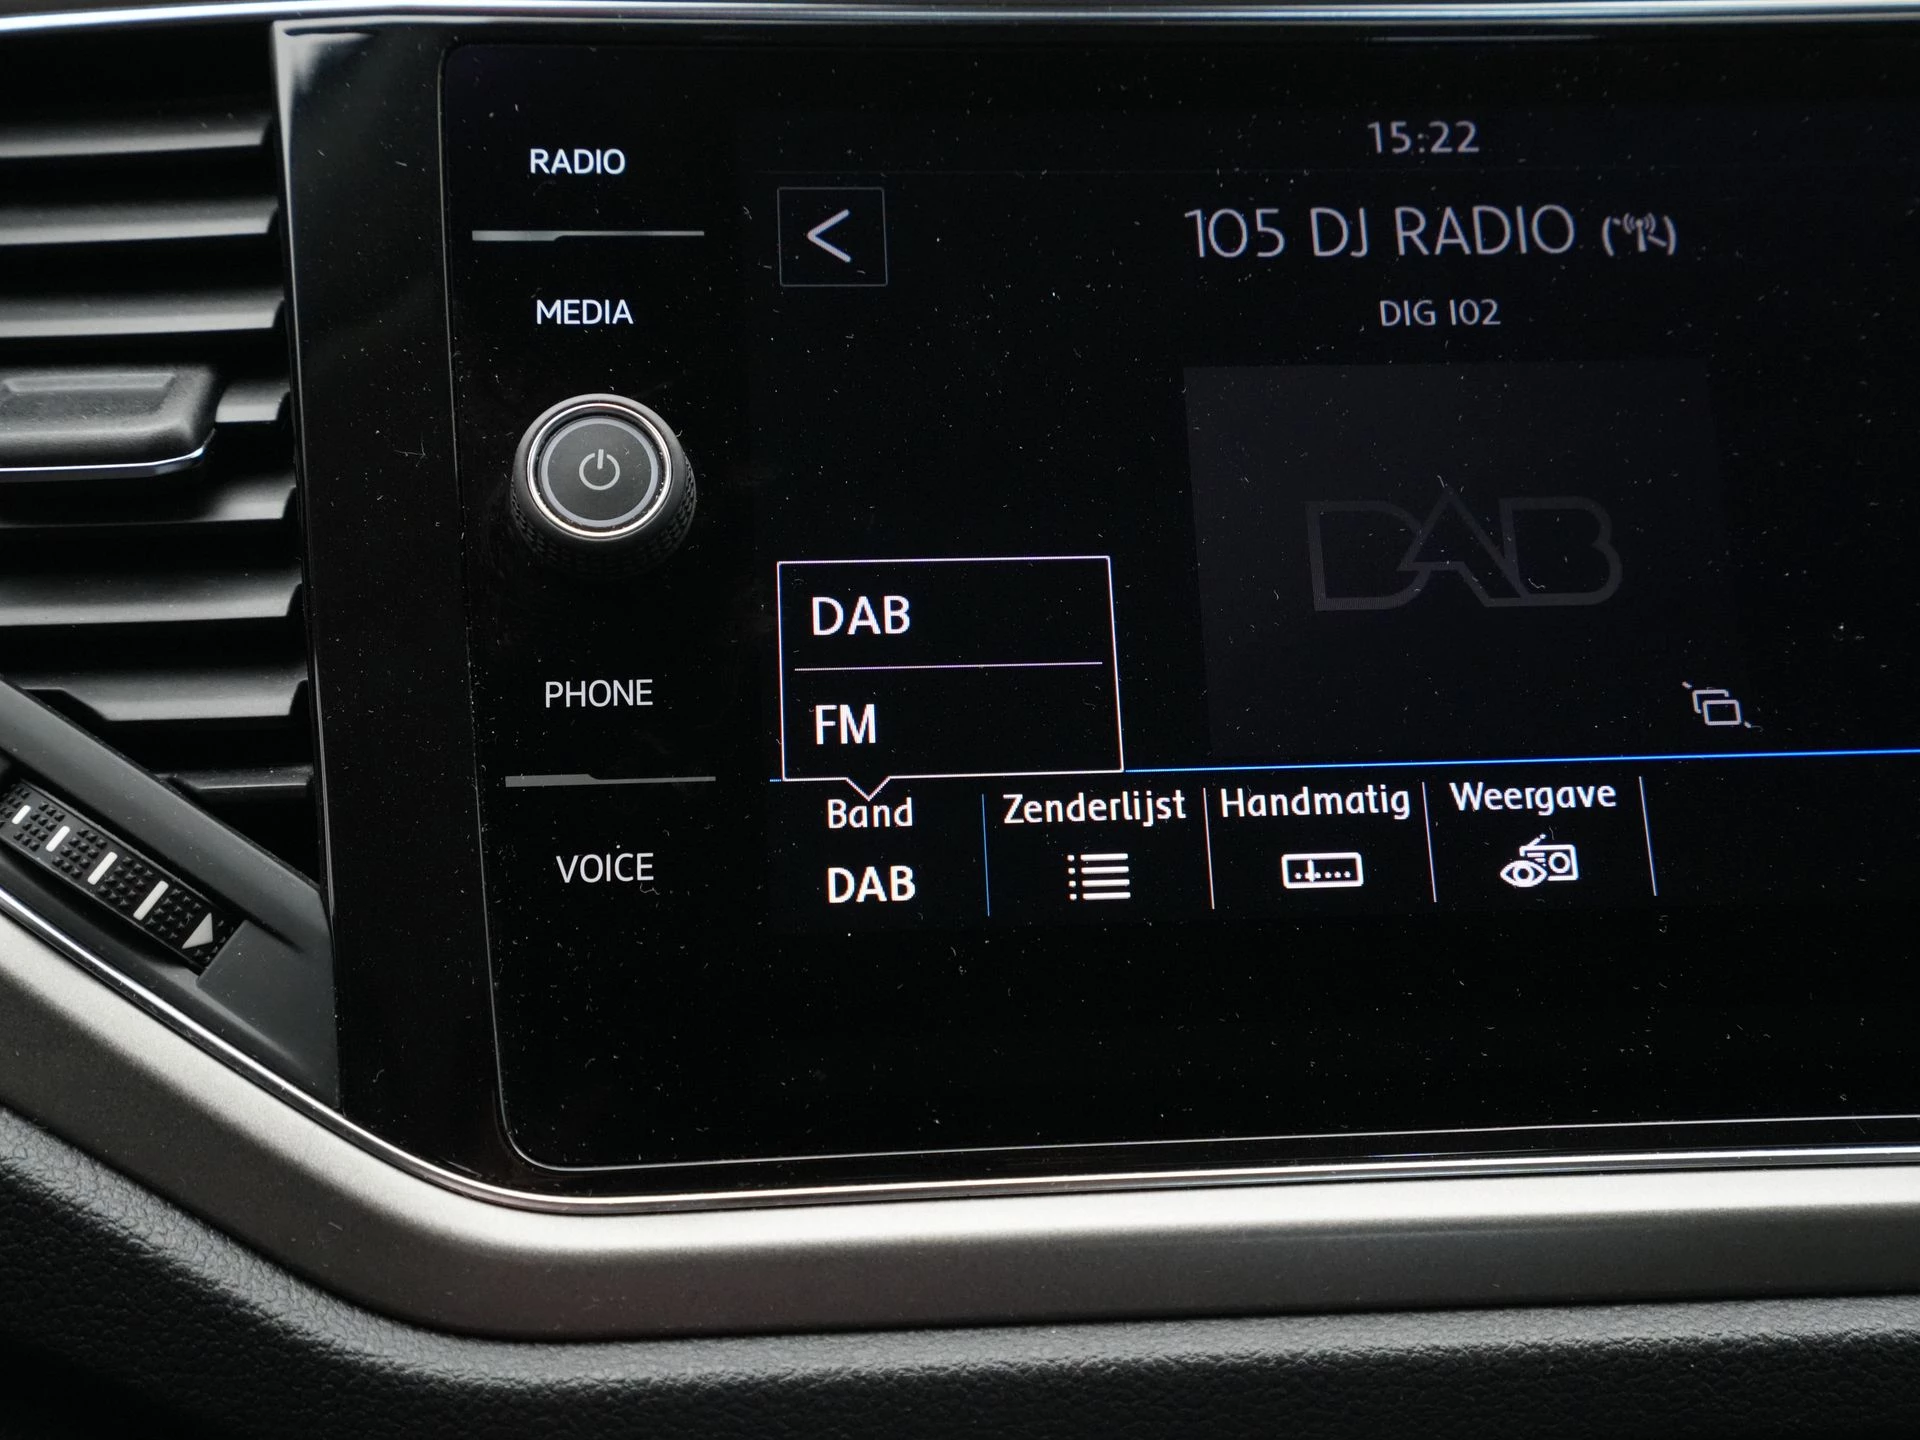 RADIO
MEDIA
PHONE
VOICE
15:22
105 DJ RADIO
DIG 102
DAB
DAB
FM
Band
DAB
Zenderlijst
Handmatig
Weergave